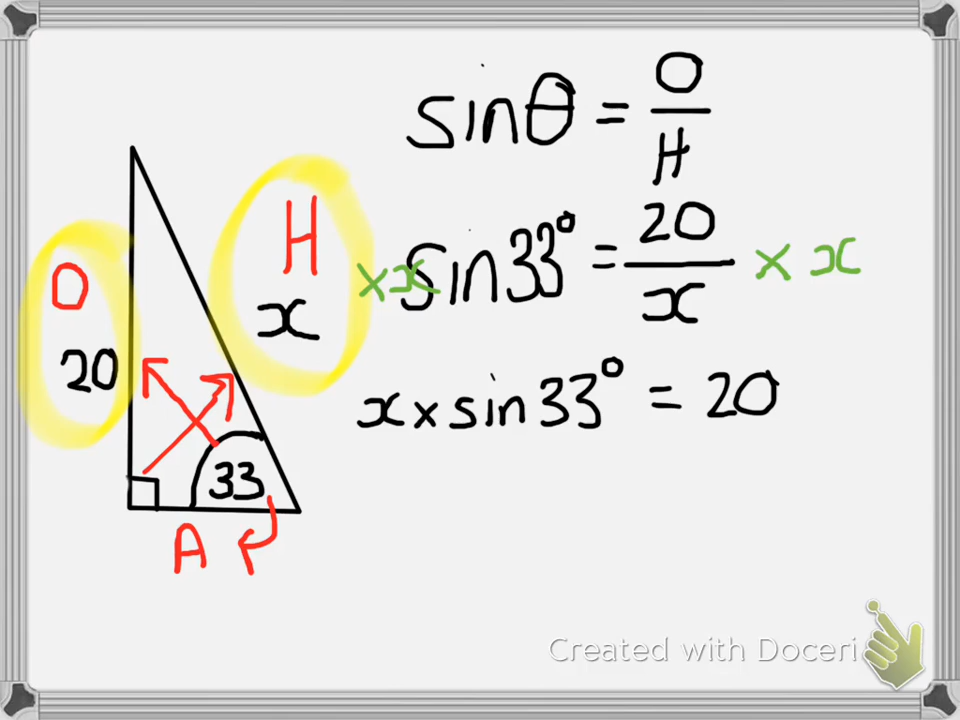 sinθ = O/H
O
20
H
x
×x sin33° = 20/x × x
x × sin33° = 20
33
A
Created with Doceri